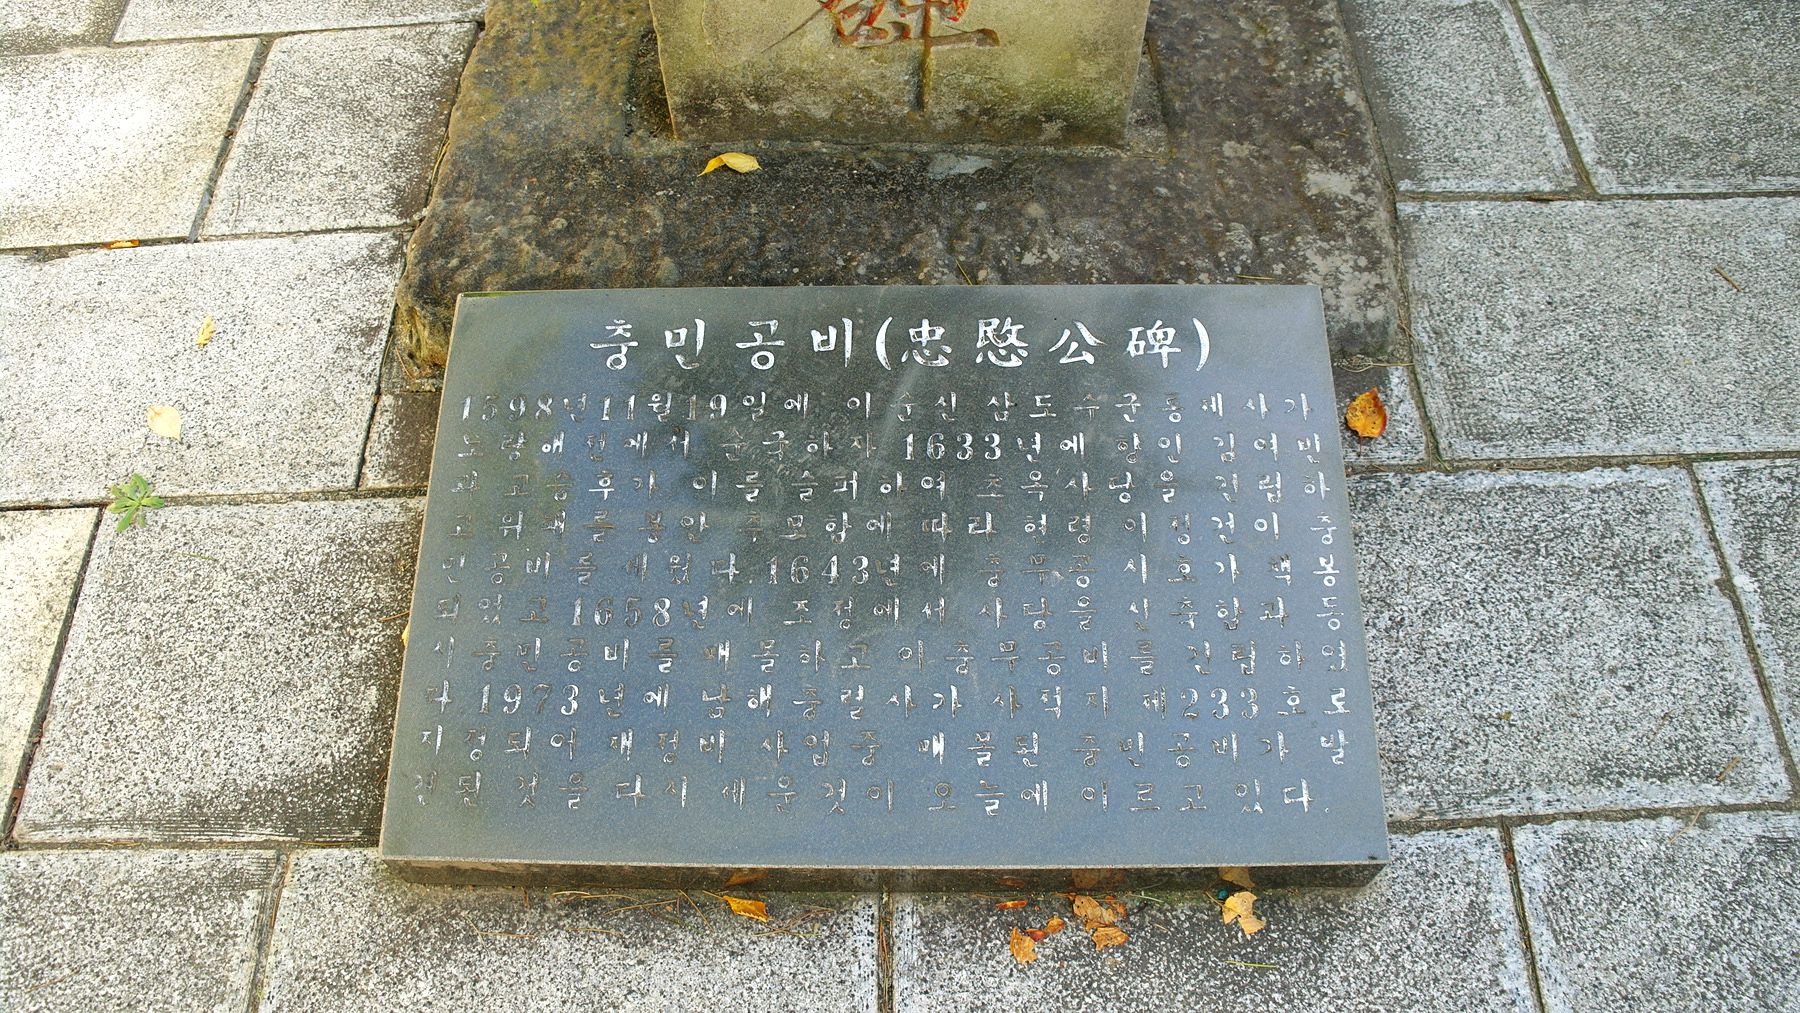 碑
충민공비(忠愍公碑)
1598년11월19일에 이순신 삼도수군통제사가
노량해전에서 순국하자 1633년에 향인 김여빈
과 고승후가 이를 슬퍼하여 초옥사당을 건립하
고 위패를 봉안 추모함에 따라 현령 이정건이 충
민공비를 세웠다.1643년에 충무공 시호가 책봉
되었고 1658년에 조정에서 사당을 신축함과 동
시 충민공비를 매몰하고 이충무공비를
1973년에 남해충렬사가 사적지 제233호로
지정되어 재정비 사업중 매몰된 충민공비가 발
견된 것을 다시 세운것이 오늘에 이르고 있다.